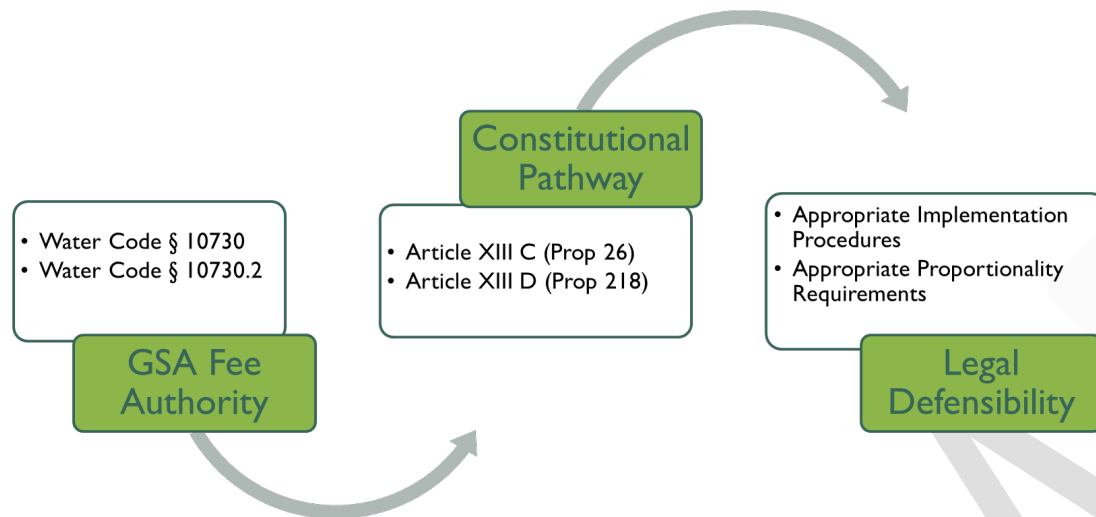 • Water Code § 10730
• Water Code § 10730.2
GSA Fee
Authority
Constitutional
Pathway
• Article XIII C (Prop 26)
• Article XIII D (Prop 218)
• Appropriate Implementation
Procedures
• Appropriate Proportionality
Requirements
Legal
Defensibility